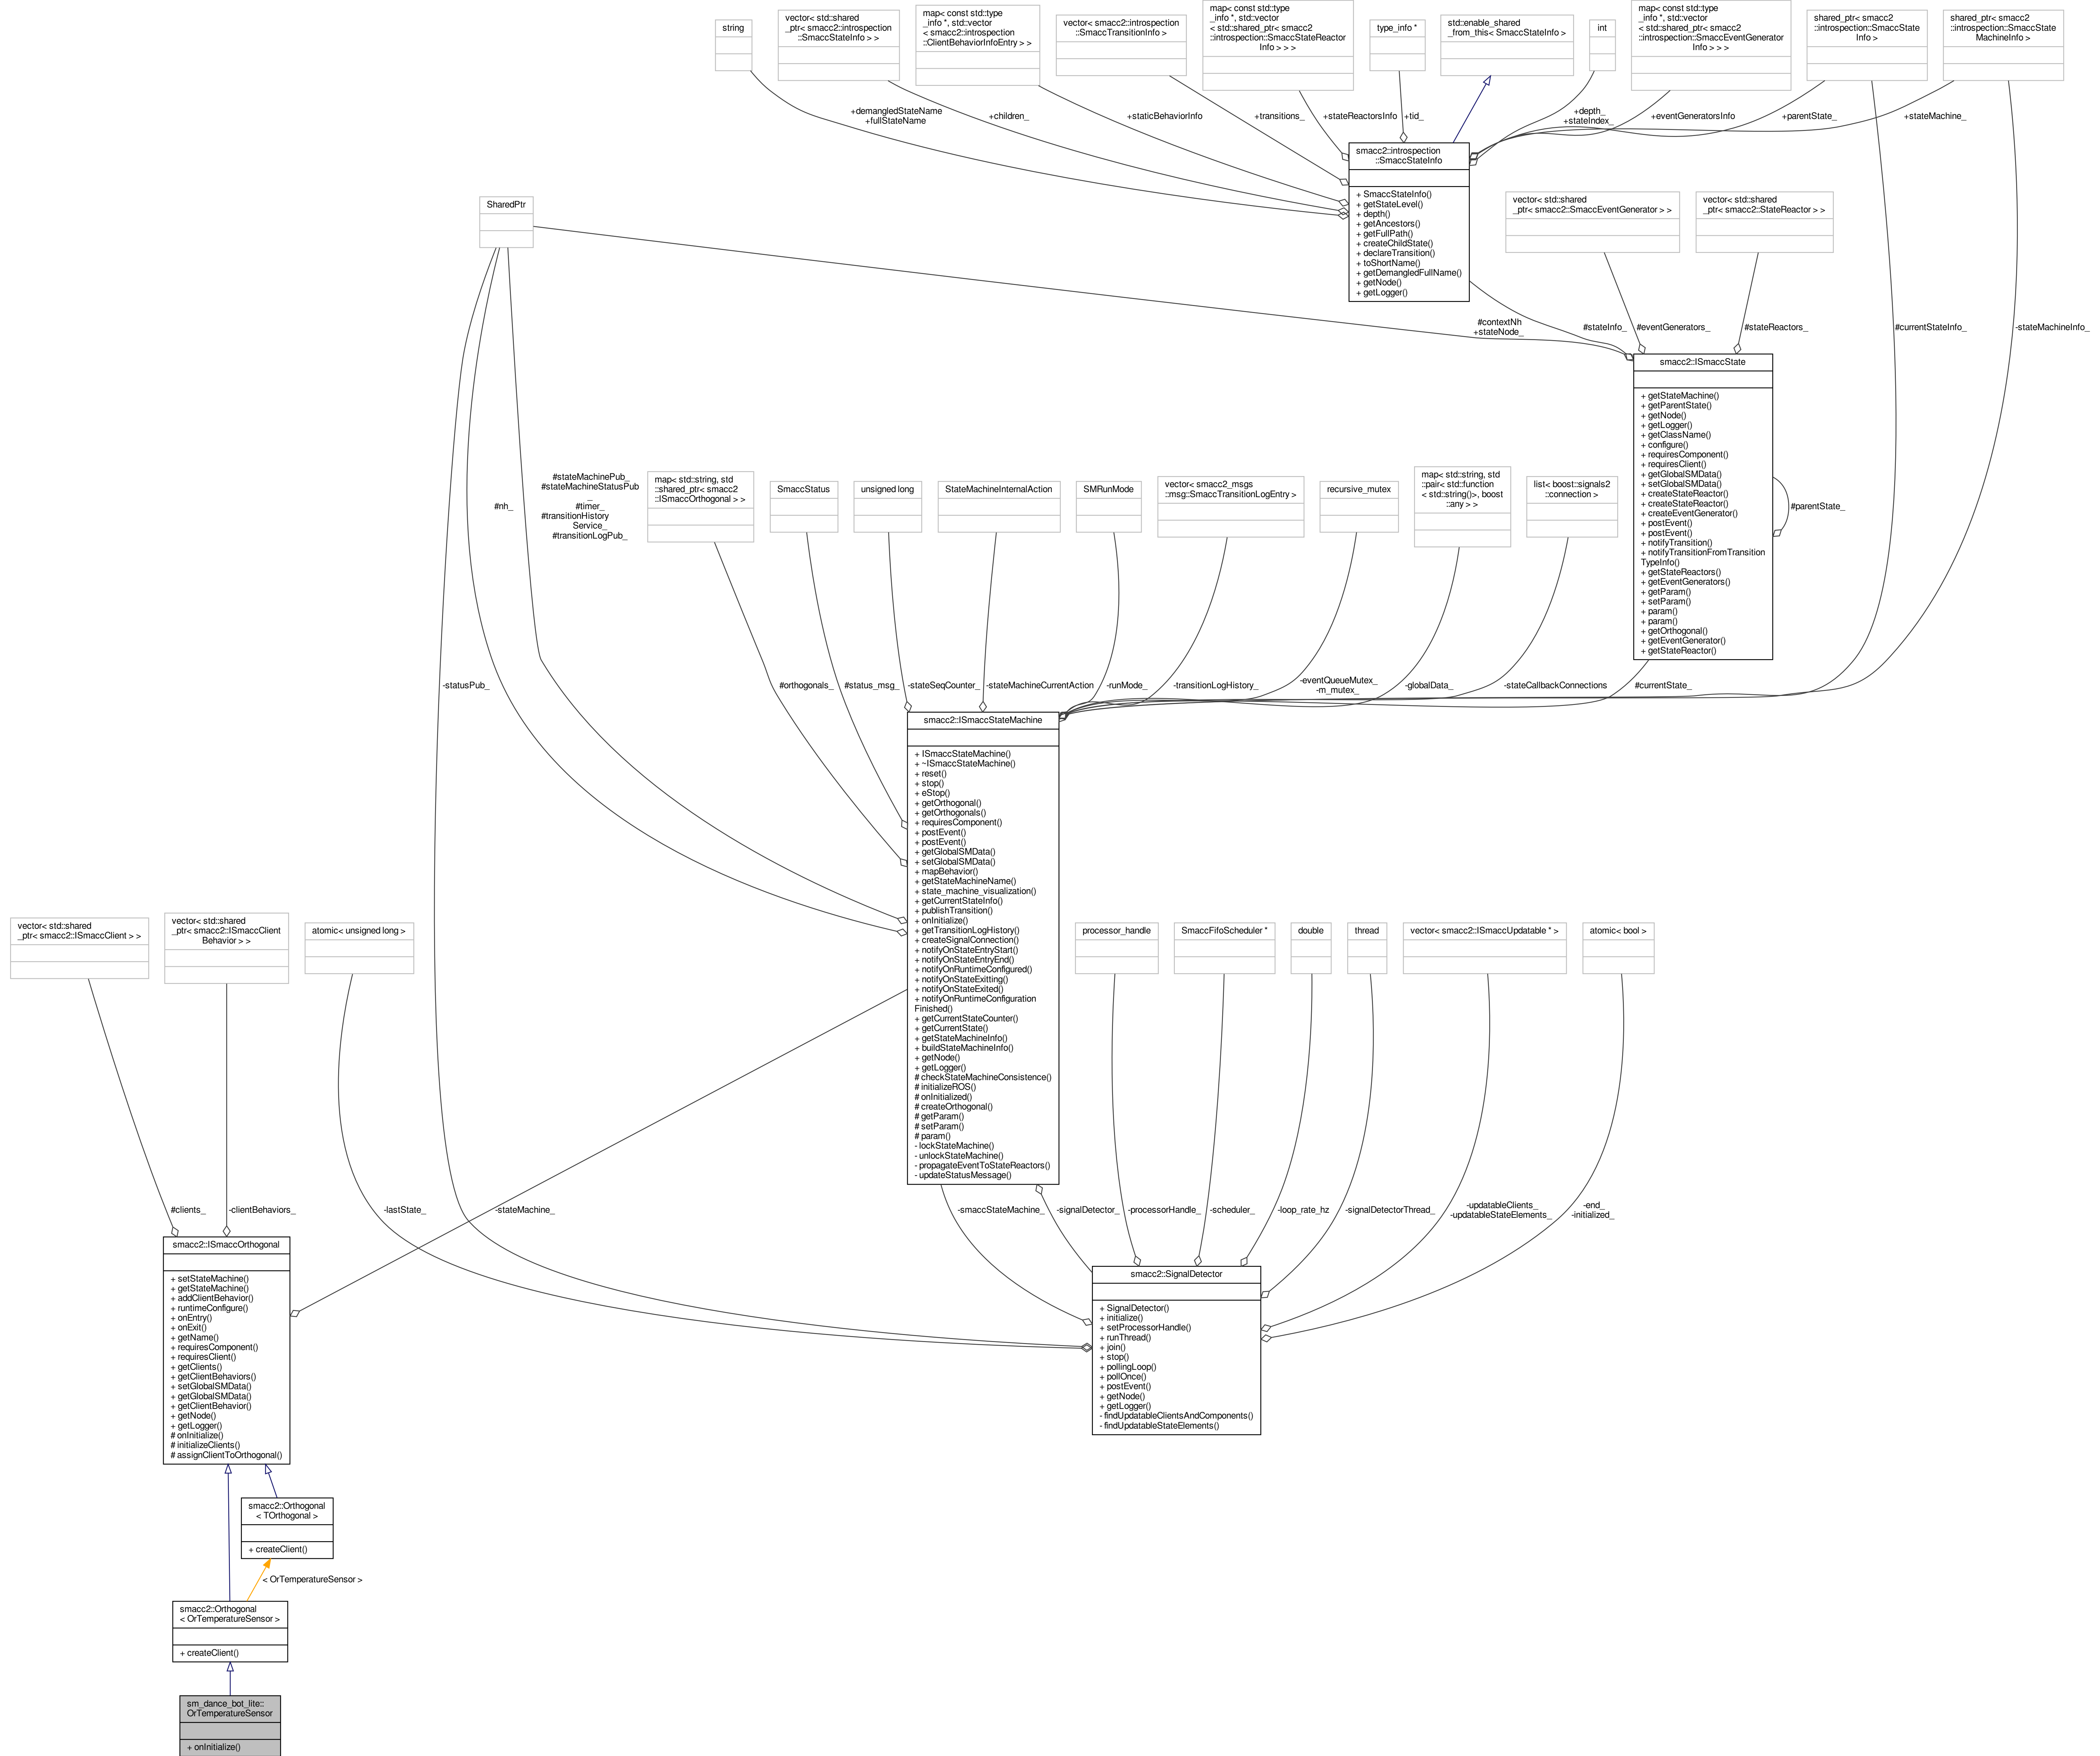 string
vector< std::shared
_ptr< smacc2::introspection
::SmaccStateInfo > >
map< const std::type
_info *, std::vector
< smacc2::introspection
::ClientBehaviorInfoEntry > >
vector< smacc2::introspection
::SmaccTransitionInfo >
map< const std::type
_info *, std::vector
< std::shared_ptr< smacc2
::introspection::SmaccStateReactor
Info > > >
type_info *
std::enable_shared
_from_this< SmaccStateInfo >
int
map< const std::type
_info *, std::vector
< std::shared_ptr< smacc2
::introspection::SmaccEventGenerator
Info > > >
shared_ptr< smacc2
::introspection::SmaccState
Info >
shared_ptr< smacc2
::introspection::SmaccState
MachineInfo >
+demangledStateName
+fullStateName
+children_
+staticBehaviorInfo
+transitions_
+stateReactorsInfo
+tid_
+depth_
+stateIndex_
+eventGeneratorsInfo
+parentState_
+stateMachine_
smacc2::introspection
::SmaccStateInfo
+ SmaccStateInfo()
+ getStateLevel()
+ depth()
+ getAncestors()
+ getFullPath()
+ createChildState()
+ declareTransition()
+ toShortName()
+ getDemangledFullName()
+ getNode()
+ getLogger()
SharedPtr
vector< std::shared
_ptr< smacc2::SmaccEventGenerator > >
vector< std::shared
_ptr< smacc2::StateReactor > >
#contextNh
+stateNode_
#stateInfo_
#eventGenerators_
#stateReactors_
#currentStateInfo_
-stateMachineInfo_
smacc2::ISmaccState
+ getStateMachine()
+ getParentState()
+ getNode()
+ getLogger()
+ getClassName()
+ configure()
+ requiresComponent()
+ requiresClient()
+ getGlobalSMData()
+ setGlobalSMData()
+ createStateReactor()
+ createStateReactor()
+ createEventGenerator()
+ postEvent()
+ postEvent()
+ notifyTransition()
+ notifyTransitionFromTransition
TypeInfo()
+ getStateReactors()
+ getEventGenerators()
+ getParam()
+ setParam()
+ param()
+ param()
+ getOrthogonal()
+ getEventGenerator()
+ getStateReactor()
#parentState_
#nh_
#stateMachinePub_
#stateMachineStatusPub
_
#timer_
#transitionHistory
Service_
#transitionLogPub_
map< std::string, std
::shared_ptr< smacc2
::ISmaccOrthogonal > >
SmaccStatus
unsigned long
StateMachineInternalAction
SMRunMode
vector< smacc2_msgs
::msg::SmaccTransitionLogEntry >
recursive_mutex
map< std::string, std
::pair< std::function
< std::string()>, boost
::any > >
list< boost::signals2
::connection >
-statusPub_
#orthogonals_
#status_msg_
-stateSeqCounter_
-stateMachineCurrentAction
-runMode_
-transitionLogHistory_
-eventQueueMutex_
-m_mutex_
-globalData_
-stateCallbackConnections
#currentState_
smacc2::ISmaccStateMachine
+ ISmaccStateMachine()
+ ~ISmaccStateMachine()
+ reset()
+ stop()
+ eStop()
+ getOrthogonal()
+ getOrthogonals()
+ requiresComponent()
+ postEvent()
+ postEvent()
+ getGlobalSMData()
+ setGlobalSMData()
+ mapBehavior()
+ getStateMachineName()
+ state_machine_visualization()
+ getCurrentStateInfo()
+ publishTransition()
+ onInitialize()
+ getTransitionLogHistory()
+ createSignalConnection()
+ notifyOnStateEntryStart()
+ notifyOnStateEntryEnd()
+ notifyOnRuntimeConfigured()
+ notifyOnStateExitting()
+ notifyOnStateExited()
+ notifyOnRuntimeConfiguration
Finished()
+ getCurrentStateCounter()
+ getCurrentState()
+ getStateMachineInfo()
+ buildStateMachineInfo()
+ getNode()
+ getLogger()
# checkStateMachineConsistence()
# initializeROS()
# onInitialized()
# createOrthogonal()
# getParam()
# setParam()
# param()
- lockStateMachine()
- unlockStateMachine()
- propagateEventToStateReactors()
- updateStatusMessage()
vector< std::shared
_ptr< smacc2::ISmaccClient > >
vector< std::shared
_ptr< smacc2::ISmaccClient
Behavior > >
atomic< unsigned long >
processor_handle
SmaccFifoScheduler *
double
thread
vector< smacc2::ISmaccUpdatable * >
atomic< bool >
#clients_
-clientBehaviors_
-lastState_
-stateMachine_
-smaccStateMachine_
-signalDetector_
-processorHandle_
-scheduler_
-loop_rate_hz
-signalDetectorThread_
-updatableClients_
-updatableStateElements_
-end_
-initialized_
smacc2::ISmaccOrthogonal
+ setStateMachine()
+ getStateMachine()
+ addClientBehavior()
+ runtimeConfigure()
+ onEntry()
+ onExit()
+ getName()
+ requiresComponent()
+ requiresClient()
+ getClients()
+ getClientBehaviors()
+ setGlobalSMData()
+ getGlobalSMData()
+ getClientBehavior()
+ getNode()
+ getLogger()
# onInitialize()
# initializeClients()
# assignClientToOrthogonal()
smacc2::SignalDetector
+ SignalDetector()
+ initialize()
+ setProcessorHandle()
+ runThread()
+ join()
+ stop()
+ pollingLoop()
+ pollOnce()
+ postEvent()
+ getNode()
+ getLogger()
- findUpdatableClientsAndComponents()
- findUpdatableStateElements()
smacc2::Orthogonal
< TOrthogonal >
+ createClient()
< OrTemperatureSensor >
smacc2::Orthogonal
< OrTemperatureSensor >
+ createClient()
sm_dance_bot_lite::
OrTemperatureSensor
+ onInitialize()